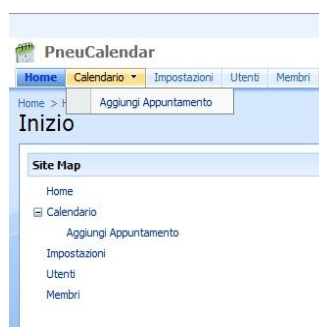 PneuCalendar
Home Calendario Impostazioni Utenti Membri
Home > H
Aggiungi Appuntamento
Inizio
Site Map
Home
Calendario
Aggiungi Appuntamento
Impostazioni
Utenti
Membri